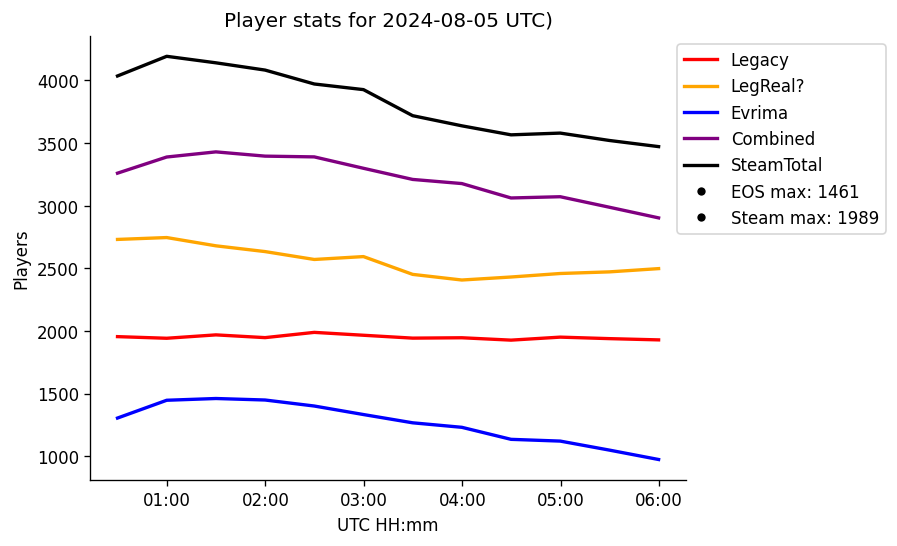 Player stats for 2024-08-05 UTC)
Legacy
LegReal?
Evrima
Combined
SteamTotal
EOS max: 1461
Steam max: 1989
Players
4000
3500
3000
2500
2000
1500
1000
01:00 02:00 03:00 04:00 05:00 06:00
UTC HH:mm